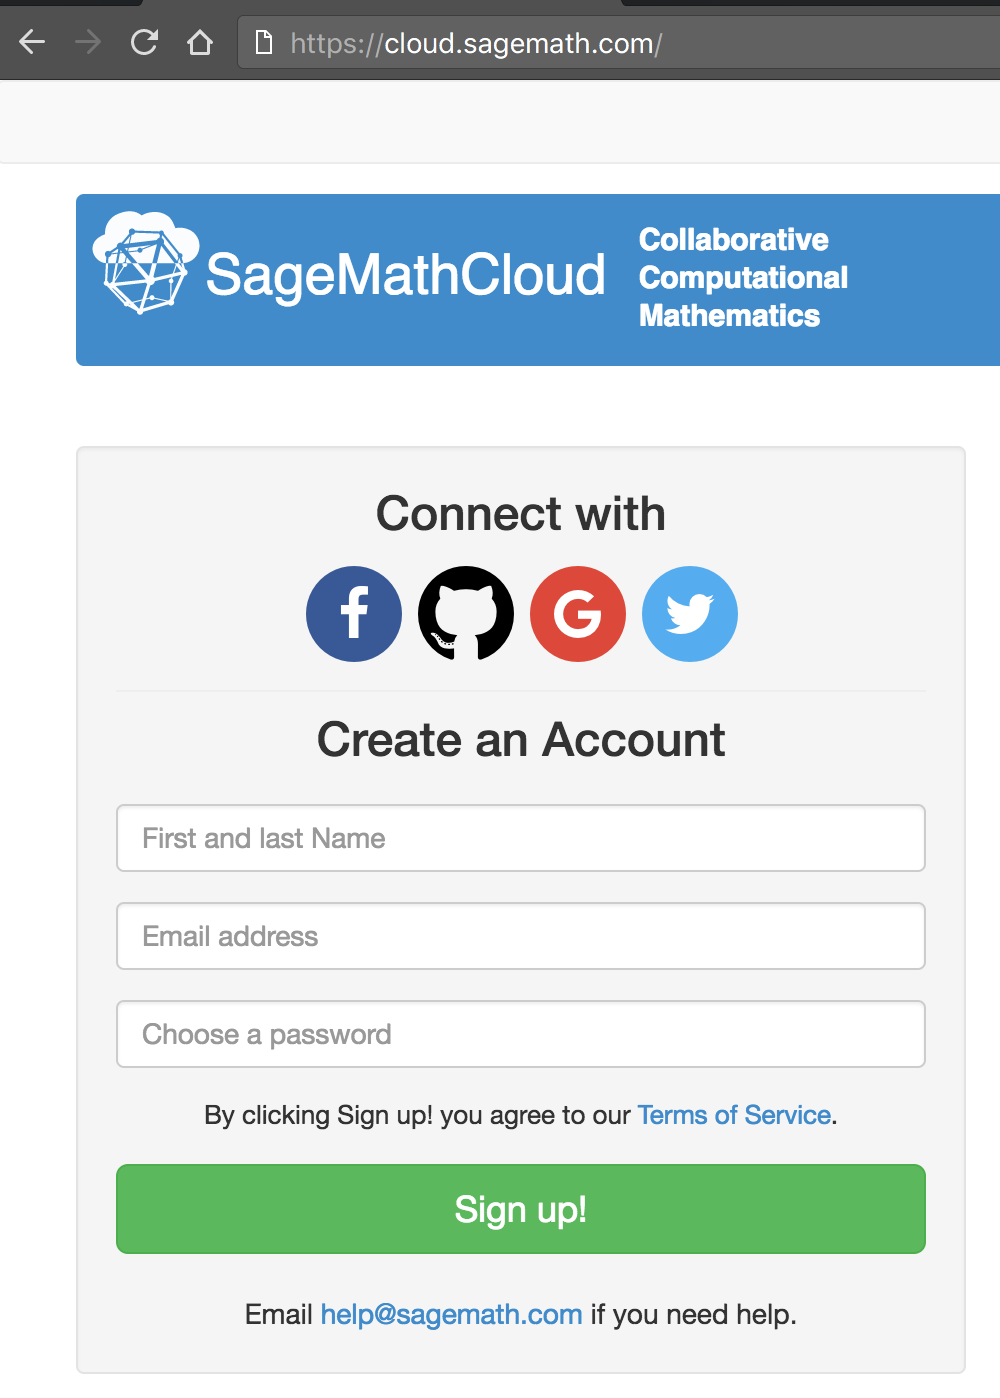 https://cloud.sagemath.com/
SageMathCloud
Collaborative
Computational
Mathematics
Connect with
Create an Account
First and last Name
Email address
Choose a password
By clicking Sign up! you agree to our Terms of Service.
Sign up!
Email help@sagemath.com if you need help.